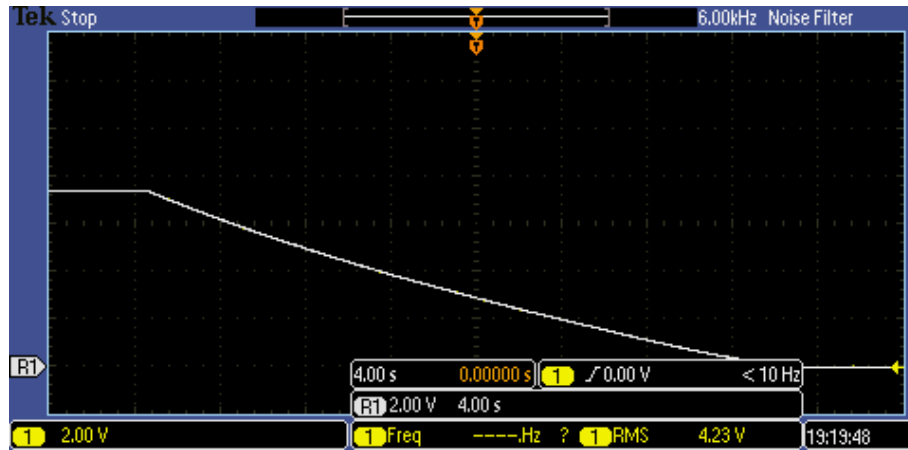 Tek Stop 6.00kHz Noise Filter
T
T
R1
4.00 s 0.00000 s 1 0.00 V < 10 Hz
R1 2.00 V 4.00 s
1 2.00 V 1 Freq ----.Hz ? 1 RMS 4.23 V 19:19:48